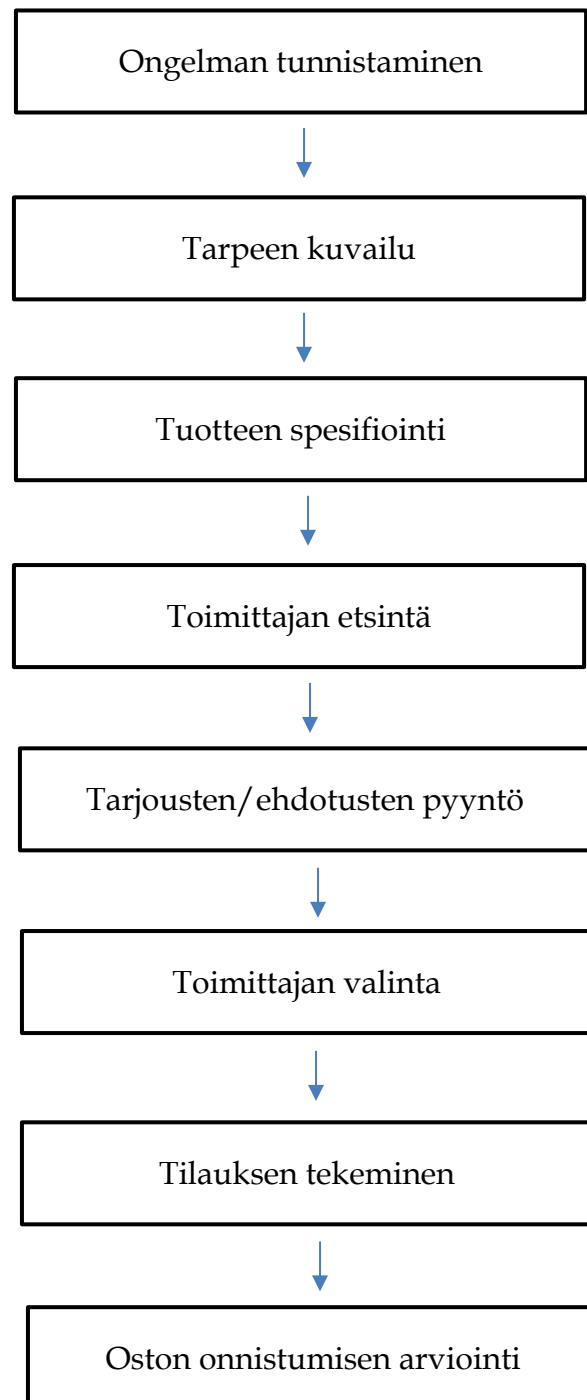 Ongelman tunnistaminen
Tarpeen kuvailu
Tuotteen spesifiointi
Toimittajan etsintä
Tarjousten/ehdotusten pyyntö
Toimittajan valinta
Tilauksen tekeminen
Oston onnistumisen arviointi